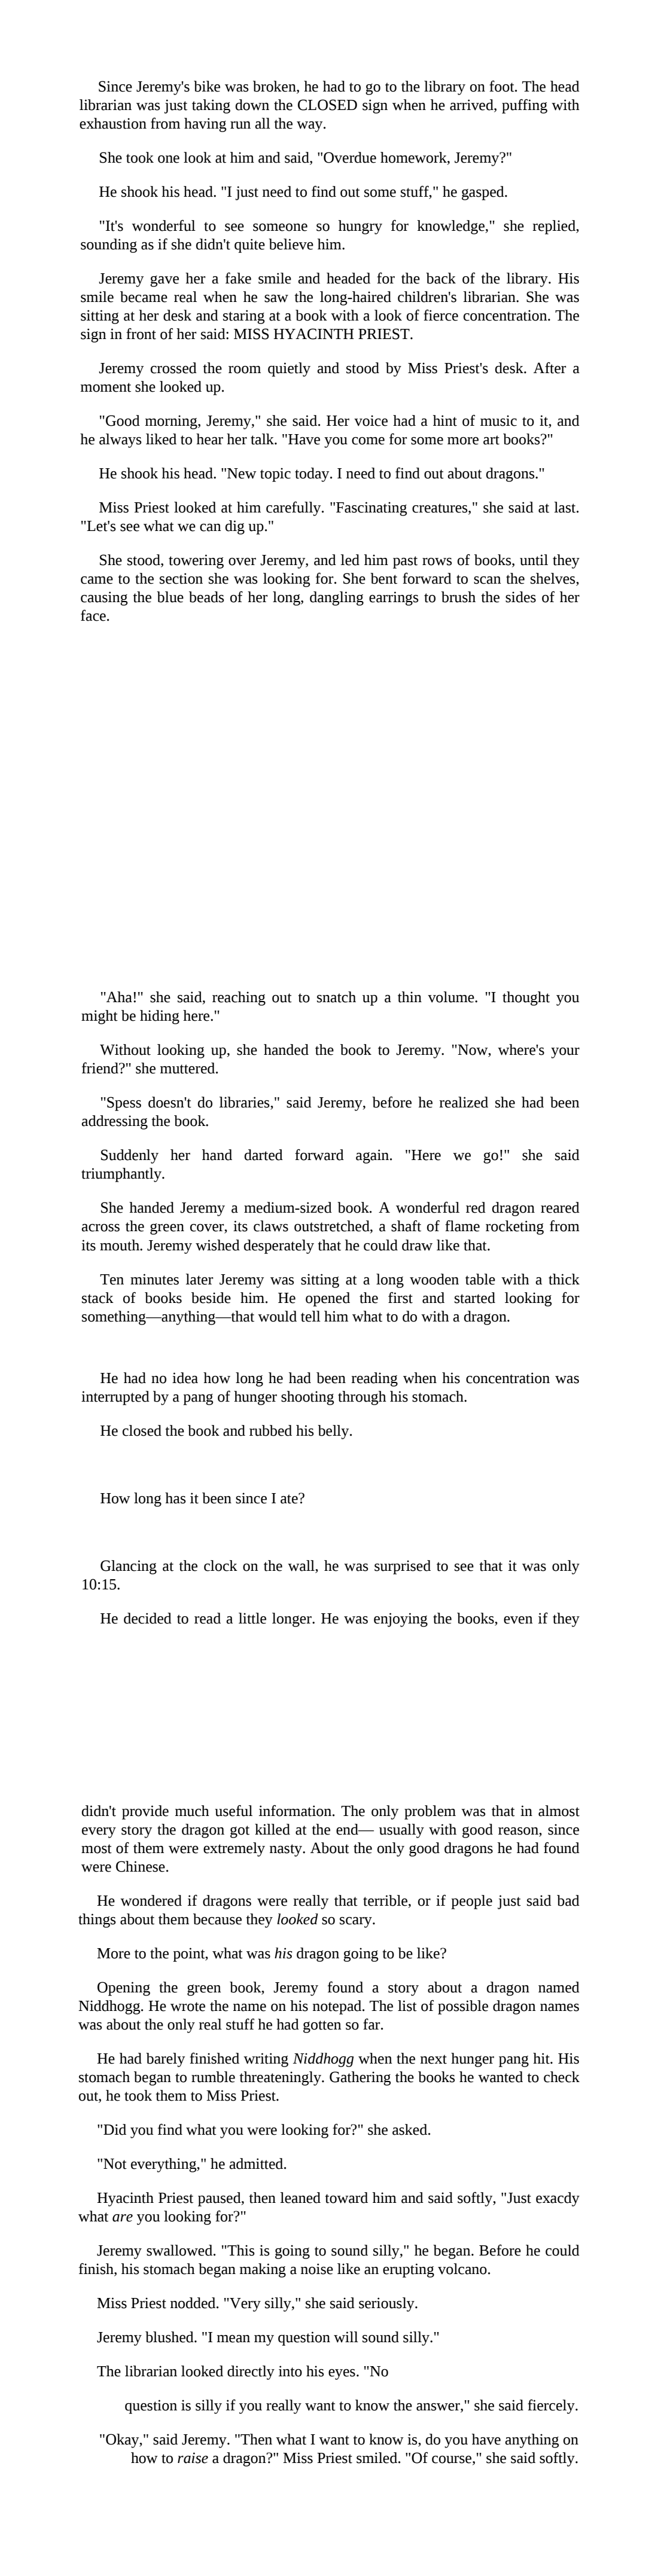 Since Jeremy's bike was broken, he had to go to the library on foot. The head
librarian was just taking down the CLOSED sign when he arrived, puffing with
exhaustion from having run all the way.
She took one look at him and said, "Overdue homework, Jeremy?"
He shook his head. "I just need to find out some stuff," he gasped.
"It's wonderful to see someone so hungry for knowledge," she replied,
sounding as if she didn't quite believe him.
Jeremy gave her a fake smile and headed for the back of the library. His
smile became real when he saw the long-haired children's librarian. She was
sitting at her desk and staring at a book with a look of fierce concentration. The
sign in front of her said: MISS HYACINTH PRIEST.
Jeremy crossed the room quietly and stood by Miss Priest's desk. After a
moment she looked up.
"Good morning, Jeremy," she said. Her voice had a hint of music to it, and
he always liked to hear her talk. "Have you come for some more art books?"
He shook his head. "New topic today. I need to find out about dragons."
Miss Priest looked at him carefully. "Fascinating creatures," she said at last.
"Let's see what we can dig up."
She stood, towering over Jeremy, and led him past rows of books, until they
came to the section she was looking for. She bent forward to scan the shelves,
causing the blue beads of her long, dangling earrings to brush the sides of her
face.
"Aha!" she said, reaching out to snatch up a thin volume. "I thought you
might be hiding here."
Without looking up, she handed the book to Jeremy. "Now, where's your
friend?" she muttered.
"Spess doesn't do libraries," said Jeremy, before he realized she had been
addressing the book.
Suddenly her hand darted forward again. "Here we go!" she said
triumphantly.
She handed Jeremy a medium-sized book. A wonderful red dragon reared
across the green cover, its claws outstretched, a shaft of flame rocketing from
its mouth. Jeremy wished desperately that he could draw like that.
Ten minutes later Jeremy was sitting at a long wooden table with a thick
stack of books beside him. He opened the first and started looking for
something—anything—that would tell him what to do with a dragon.
He had no idea how long he had been reading when his concentration was
interrupted by a pang of hunger shooting through his stomach.
He closed the book and rubbed his belly.
How long has it been since I ate?
Glancing at the clock on the wall, he was surprised to see that it was only
10:15.
He decided to read a little longer. He was enjoying the books, even if they
didn't provide much useful information. The only problem was that in almost
every story the dragon got killed at the end— usually with good reason, since
most of them were extremely nasty. About the only good dragons he had found
were Chinese.
He wondered if dragons were really that terrible, or if people just said bad
things about them because they looked so scary.
More to the point, what was his dragon going to be like?
Opening the green book, Jeremy found a story about a dragon named
Niddhogg. He wrote the name on his notepad. The list of possible dragon names
was about the only real stuff he had gotten so far.
He had barely finished writing Niddhogg when the next hunger pang hit. His
stomach began to rumble threateningly. Gathering the books he wanted to check
out, he took them to Miss Priest.
"Did you find what you were looking for?" she asked.
"Not everything," he admitted.
Hyacinth Priest paused, then leaned toward him and said softly, "Just exacdy
what are you looking for?"
Jeremy swallowed. "This is going to sound silly," he began. Before he could
finish, his stomach began making a noise like an erupting volcano.
Miss Priest nodded. "Very silly," she said seriously.
Jeremy blushed. "I mean my question will sound silly."
The librarian looked directly into his eyes. "No
question is silly if you really want to know the answer," she said fiercely.
"Okay," said Jeremy. "Then what I want to know is, do you have anything on
how to raise a dragon?" Miss Priest smiled. "Of course," she said softly.